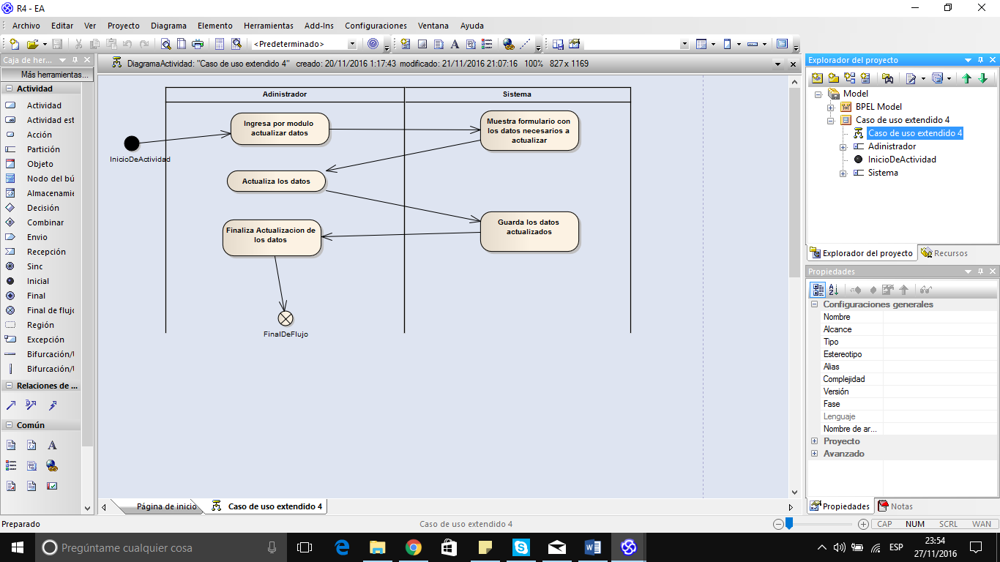 R4 - EA
Archivo Editar Ver Proyecto Diagrama Elemento Herramientas Add-Ins Configuraciones Ventana Ayuda
<Predeterminado>
Caja de her...
Más herramientas...
Actividad
Actividad
Actividad est
Acción
Partición
Objeto
Nodo del bú
Almacenamie
Decisión
Combinar
Envio
Recepción
Sinc
Inicial
Final
Final de flujo
Región
Excepción
Bifurcación/U
Bifurcación/U
Relaciones de ...
Común
DiagramaActividad: "Caso de uso extendido 4" creado: 20/11/2016 1:17:43 modificado: 21/11/2016 21:07:16 100% 827 x 1169
Adinistrador
Sistema
Ingresa por modulo
actualizar datos
Muestra formulario con
los datos necesarios a
actualizar
InicioDeActividad
Actualiza los datos
Finaliza Actualizacion de
los datos
Guarda los datos
actualizados
FinalDeFlujo
Página de inicio
Caso de uso extendido 4
Explorador del proyecto
Model
BPEL Model
Caso de uso extendido 4
Caso de uso extendido 4
Adinistrador
InicioDeActividad
Sistema
Explorador del proyecto
Recursos
Propiedades
Configuraciones generales
Nombre
Alcance
Tipo
Estereotipo
Alias
Complejidad
Versión
Fase
Lenguaje
Nombre de ar...
Proyecto
Avanzado
Propiedades
Notas
Preparado
Caso de uso extendido 4
CAP NUM SCRL WAN
Pregúntame cualquier cosa
ESP
23:54
27/11/2016